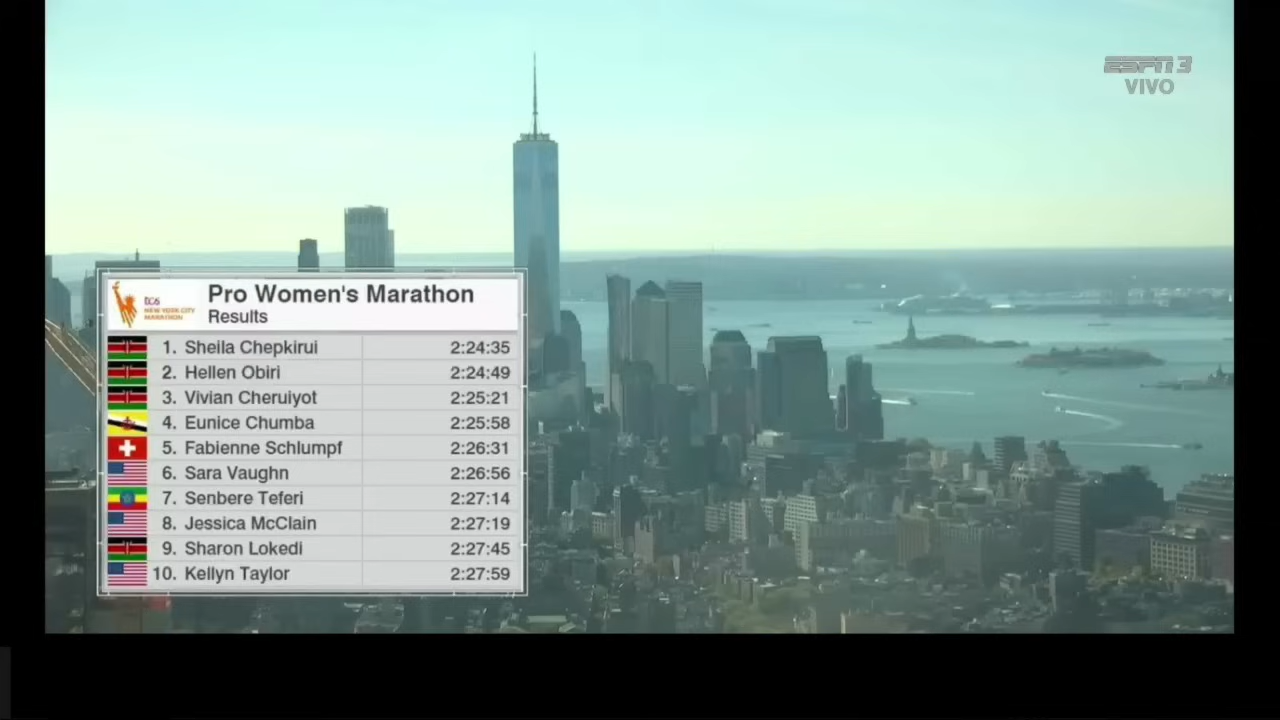 ESPN 3
VIVO
tcs
NEW YORK CITY
MARATHON
Pro Women's Marathon
Results
1. Sheila Chepkirui 2:24:35
2. Hellen Obiri 2:24:49
3. Vivian Cheruiyot 2:25:21
4. Eunice Chumba 2:25:58
5. Fabienne Schlumpf 2:26:31
6. Sara Vaughn 2:26:56
7. Senbere Teferi 2:27:14
8. Jessica McClain 2:27:19
9. Sharon Lokedi 2:27:45
10. Kellyn Taylor 2:27:59